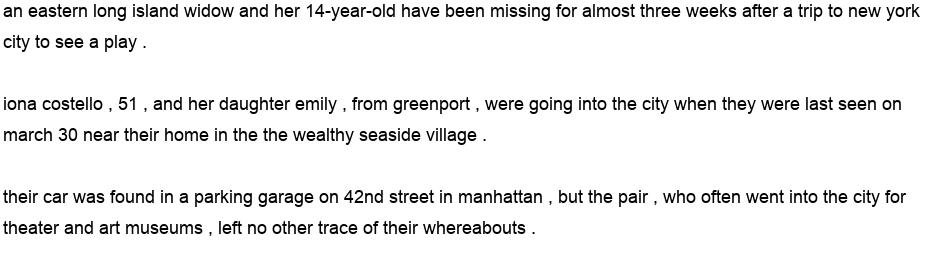 an eastern long island widow and her 14-year-old have been missing for almost three weeks after a trip to new york
city to see a play .
iona costello , 51 , and her daughter emily , from greenport , were going into the city when they were last seen on
march 30 near their home in the the wealthy seaside village .
their car was found in a parking garage on 42nd street in manhattan , but the pair , who often went into the city for
theater and art museums , left no other trace of their whereabouts .